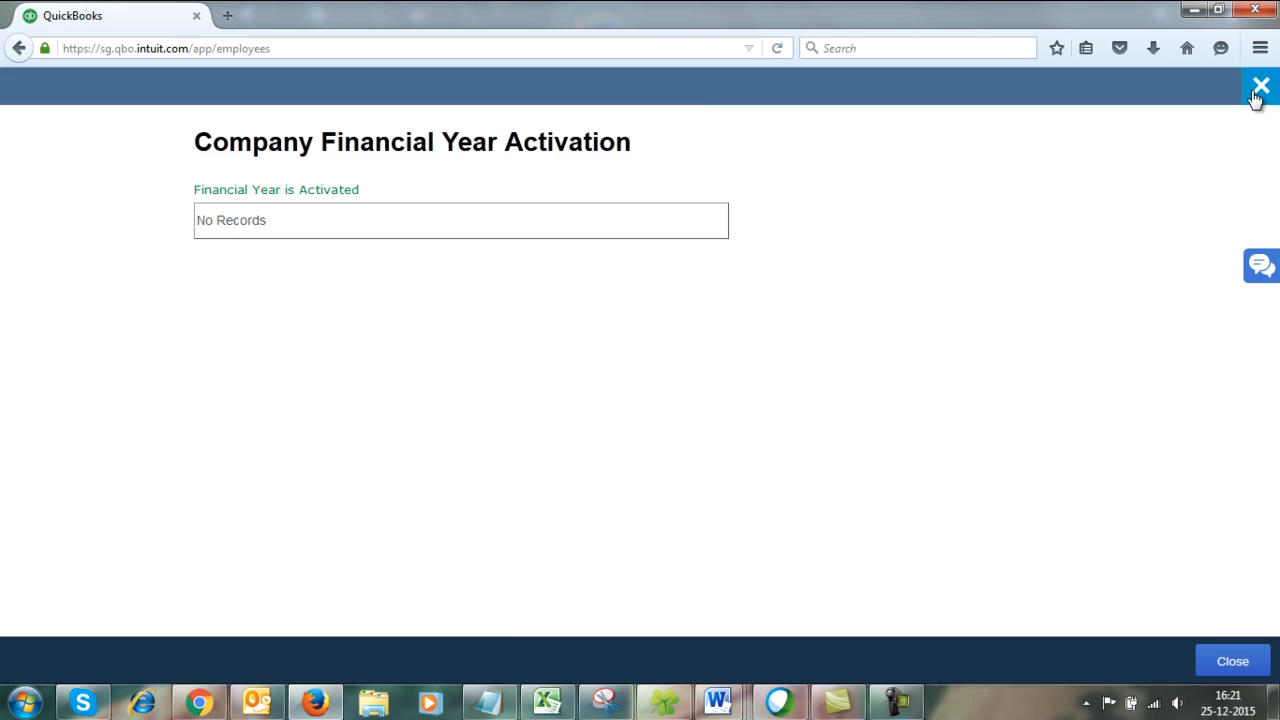 QuickBooks
https://sg.qbo.intuit.com/app/employees
Search
Company Financial Year Activation
Financial Year is Activated
No Records
Close
16:21
25-12-2015